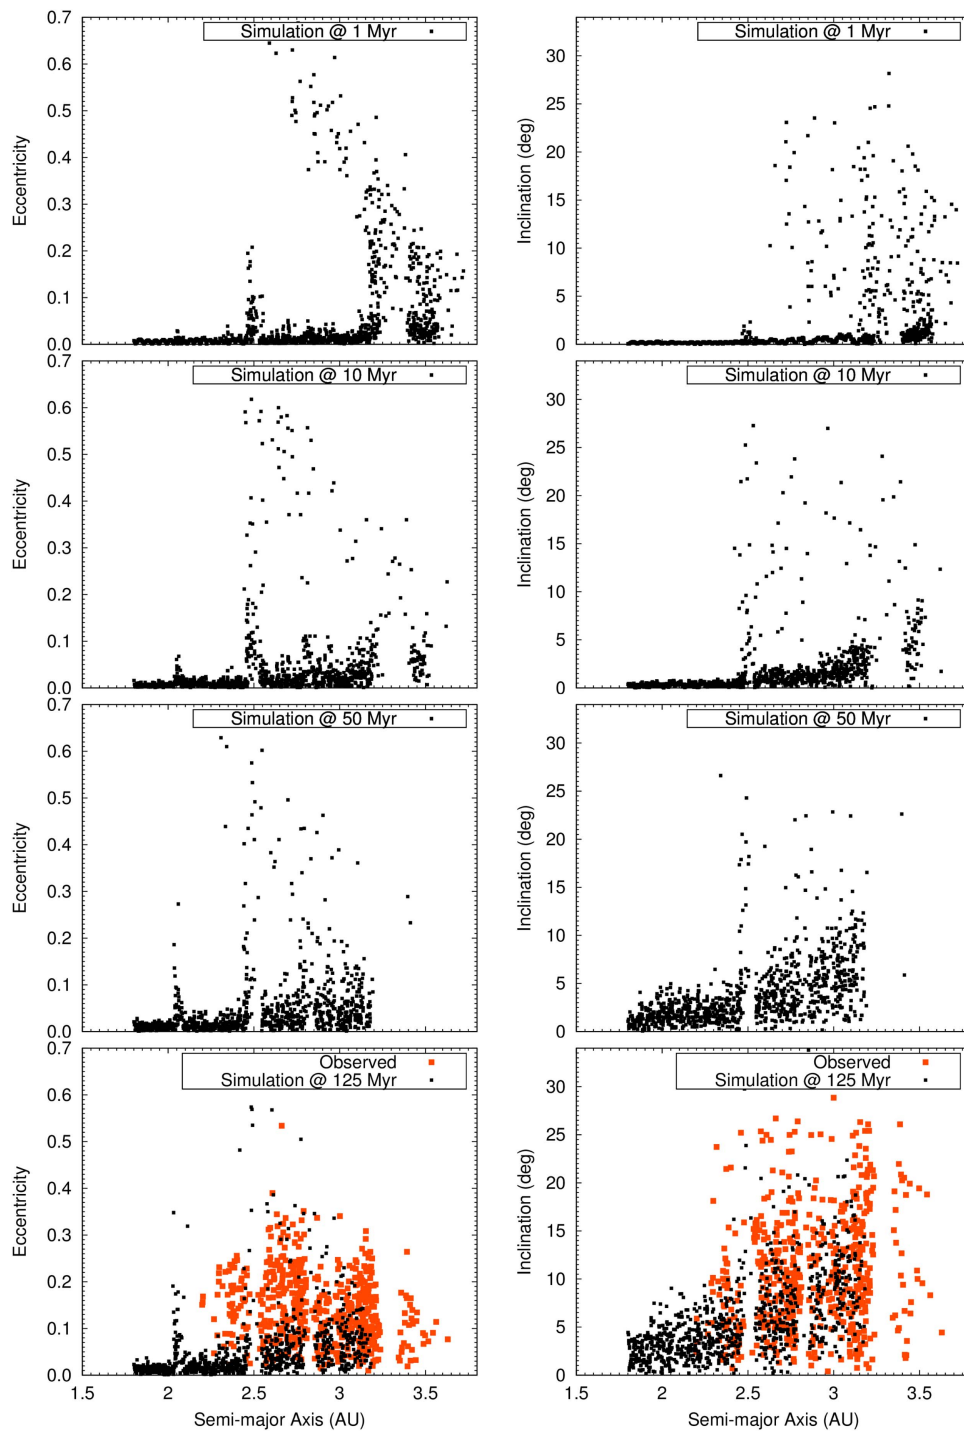 Simulation @ 1 Myr
0.7
0.6
0.5
0.4
0.3
0.2
0.1
0.0
Eccentricity
Simulation @ 1 Myr
30
25
20
15
10
5
0
Inclination (deg)
Simulation @ 10 Myr
0.7
0.6
0.5
0.4
0.3
0.2
0.1
0.0
Eccentricity
Simulation @ 10 Myr
30
25
20
15
10
5
0
Inclination (deg)
Simulation @ 50 Myr
0.7
0.6
0.5
0.4
0.3
0.2
0.1
0.0
Eccentricity
Simulation @ 50 Myr
30
25
20
15
10
5
0
Inclination (deg)
Observed
Simulation @ 125 Myr
0.7
0.6
0.5
0.4
0.3
0.2
0.1
0.0
Eccentricity
1.5 2 2.5 3 3.5
Semi-major Axis (AU)
Observed
Simulation @ 125 Myr
30
25
20
15
10
5
0
Inclination (deg)
1.5 2 2.5 3 3.5
Semi-major Axis (AU)